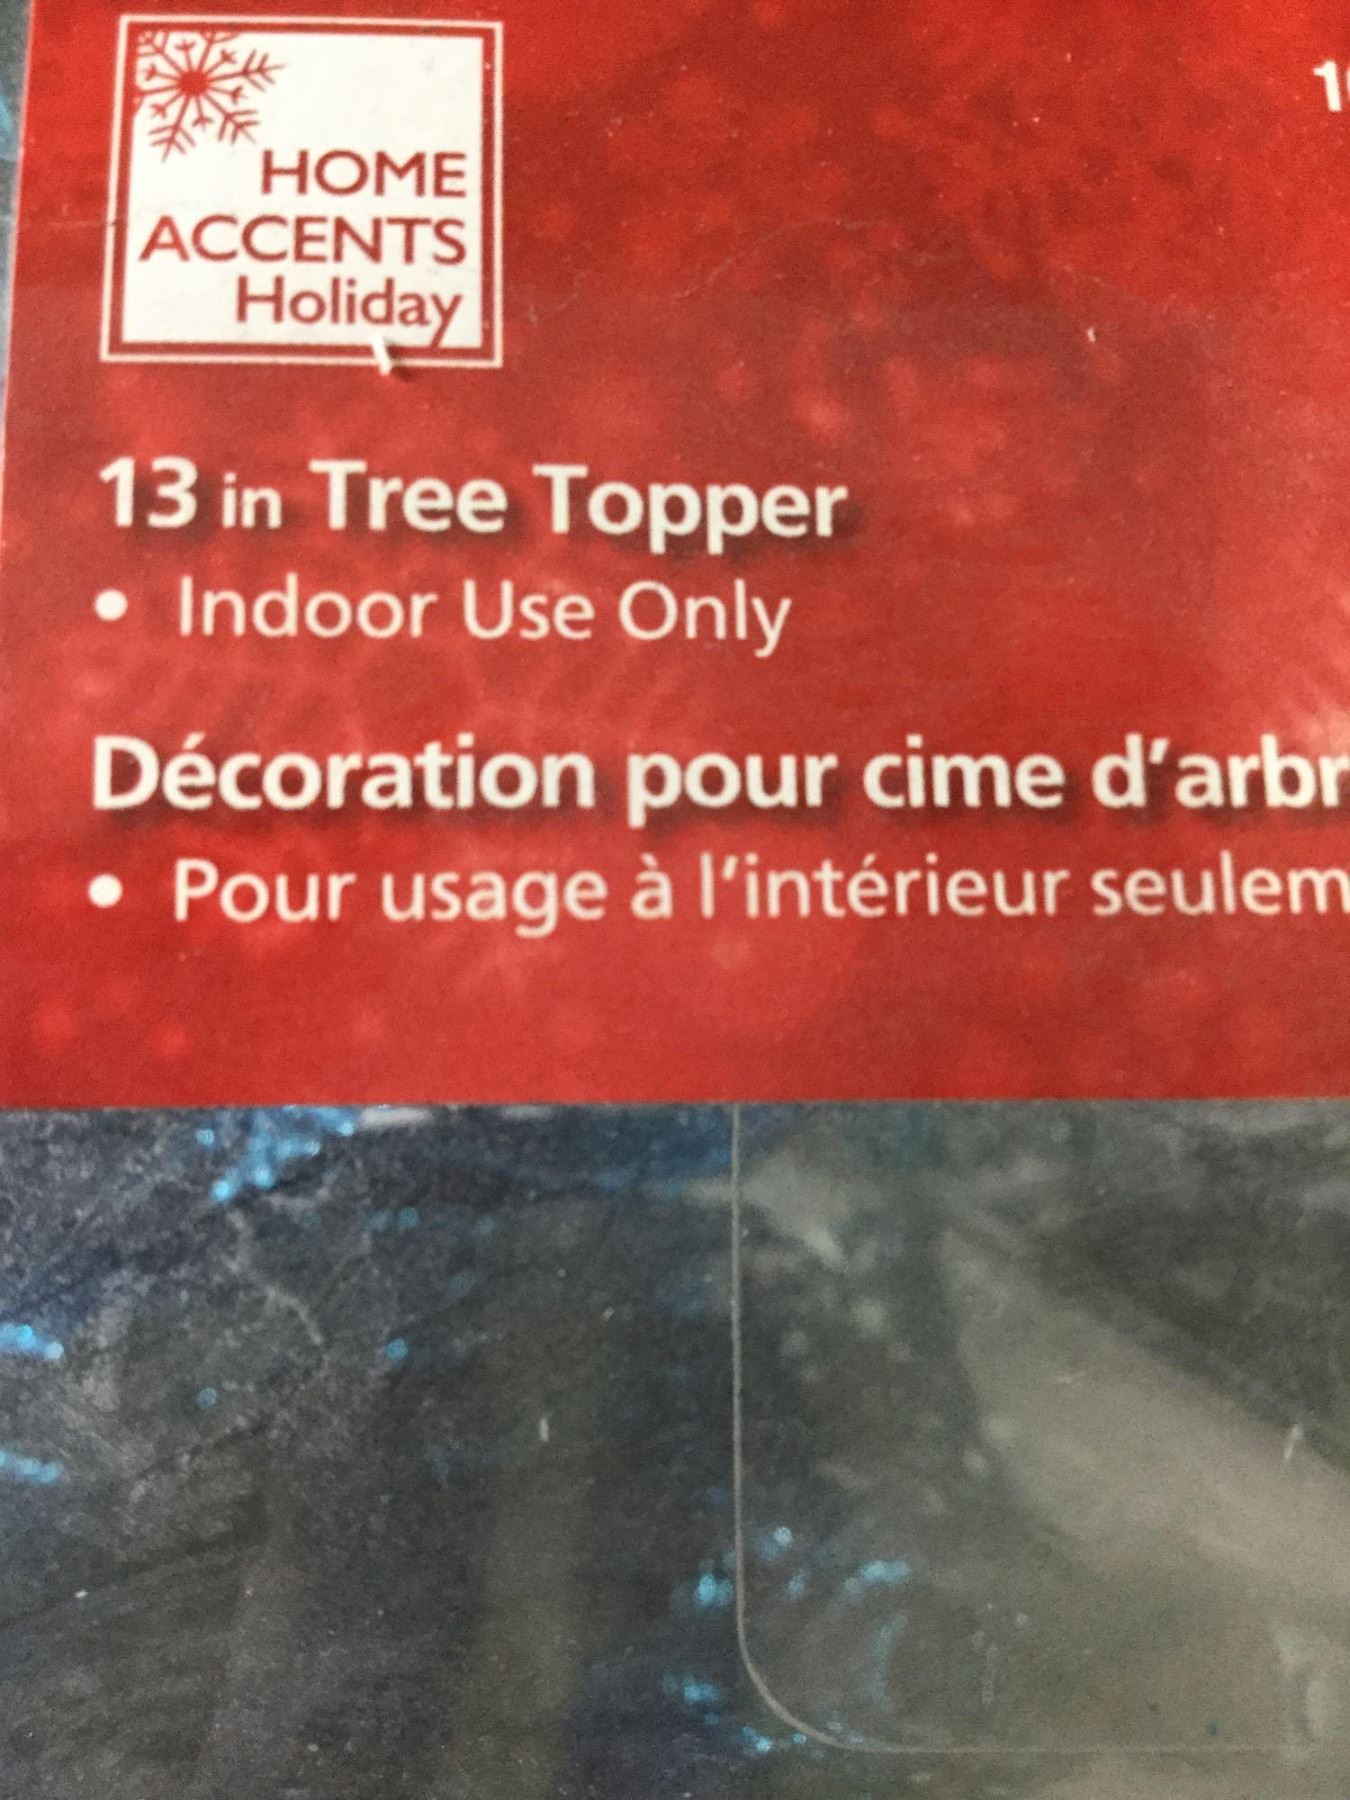 HOME
ACCENTS
Holiday
13 in Tree Topper
• Indoor Use Only
Décoration pour cime d'arbr
• Pour usage à l'intérieur seulem